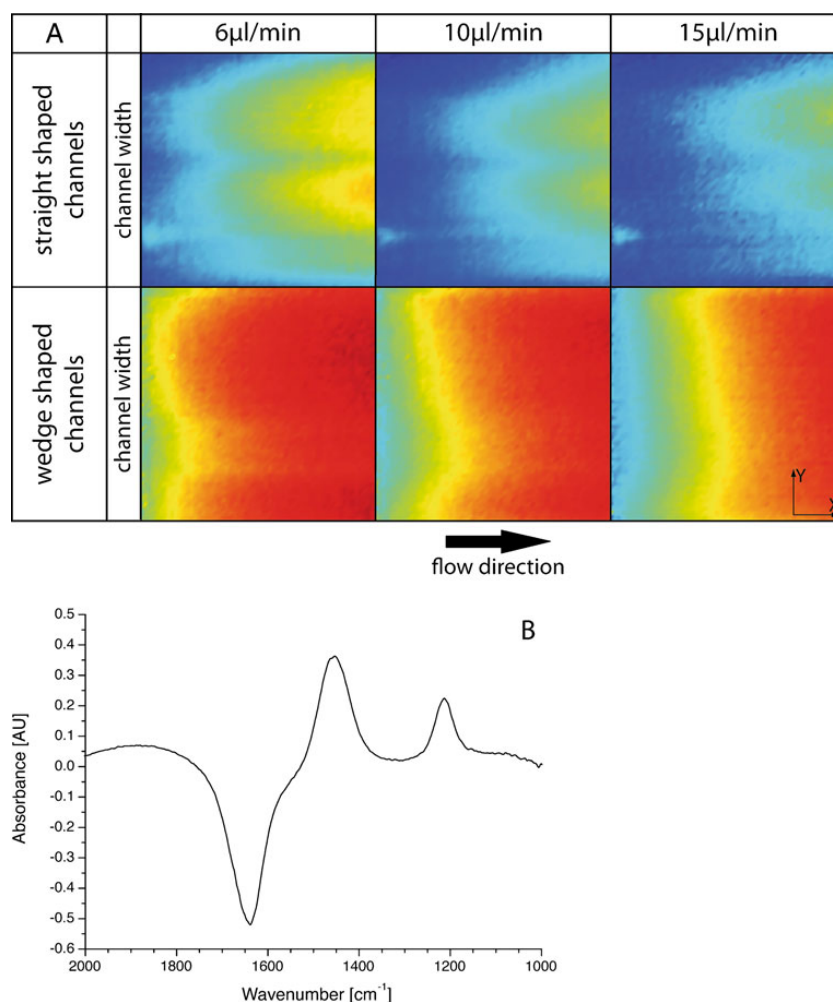 A
6µl/min
10µl/min
15µl/min
straight shaped
channels
channel width
wedge shaped
channels
channel width
Y
X
flow direction
B
0.5
0.4
0.3
0.2
0.1
0.0
-0.1
-0.2
-0.3
-0.4
-0.5
-0.6
Absorbance [AU]
2000
1800
1600
1400
1200
1000
Wavenumber [cm⁻¹]